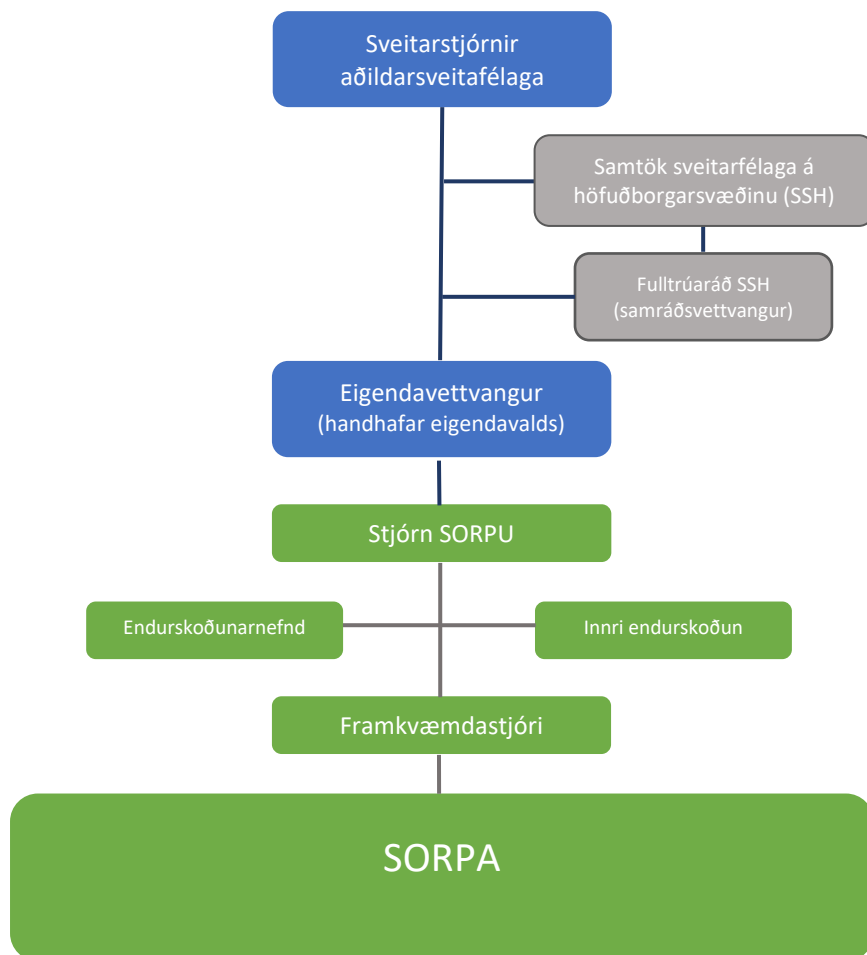 Sveitarstjórnir
aðildarsveitafélaga
Samtök sveitarfélaga á
höfuðborgarsvæðinu (SSH)
Fulltrúaráð SSH
(samráðsvettvangur)
Eigendavettvangur
(handhafar eigendavalds)
Stjórn SORPU
Endurskoðunarnefnd
Innri endurskoðun
Framkvæmdastjóri
SORPA